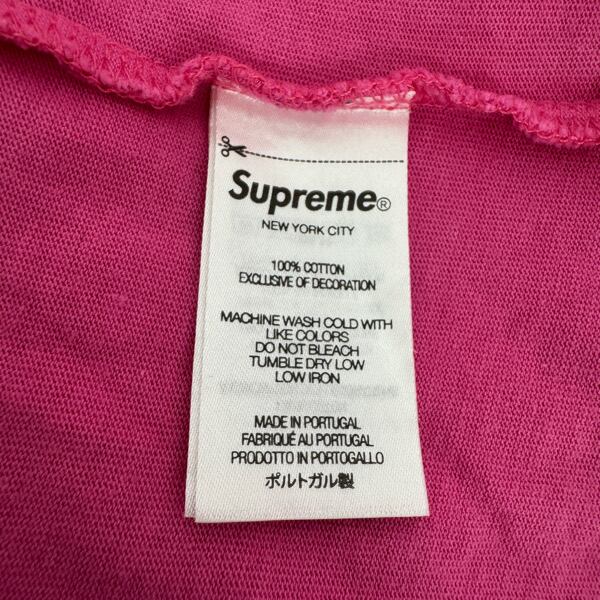 Supreme®
NEW YORK CITY
100% COTTON
EXCLUSIVE OF DECORATION
MACHINE WASH COLD WITH
LIKE COLORS
DO NOT BLEACH
TUMBLE DRY LOW
LOW IRON
MADE IN PORTUGAL
FABRIQUÉ AU PORTUGAL
PRODOTTO IN PORTOGALLO
ポルトガル製